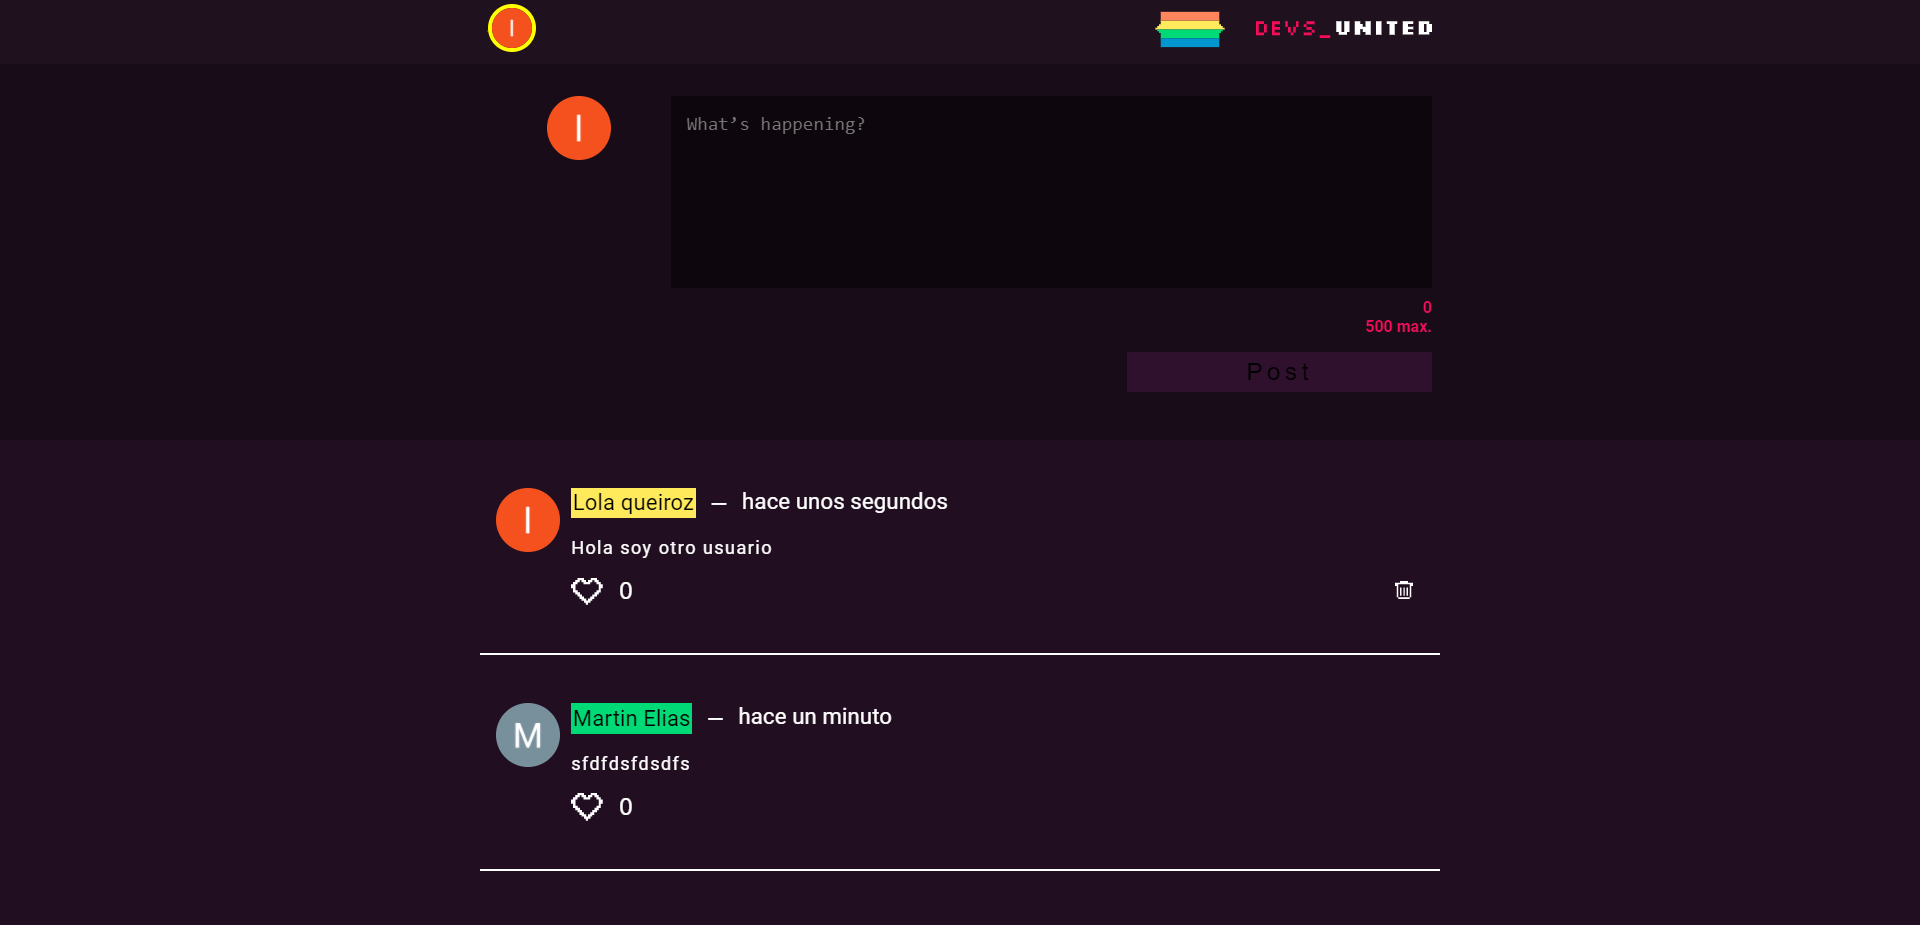 I
DEVS_UNITED
I
What’s happening?
0
500 max.
Post
I
Lola queiroz — hace unos segundos
Hola soy otro usuario
0
M
Martin Elias — hace un minuto
sfdfdsfdsdfs
0